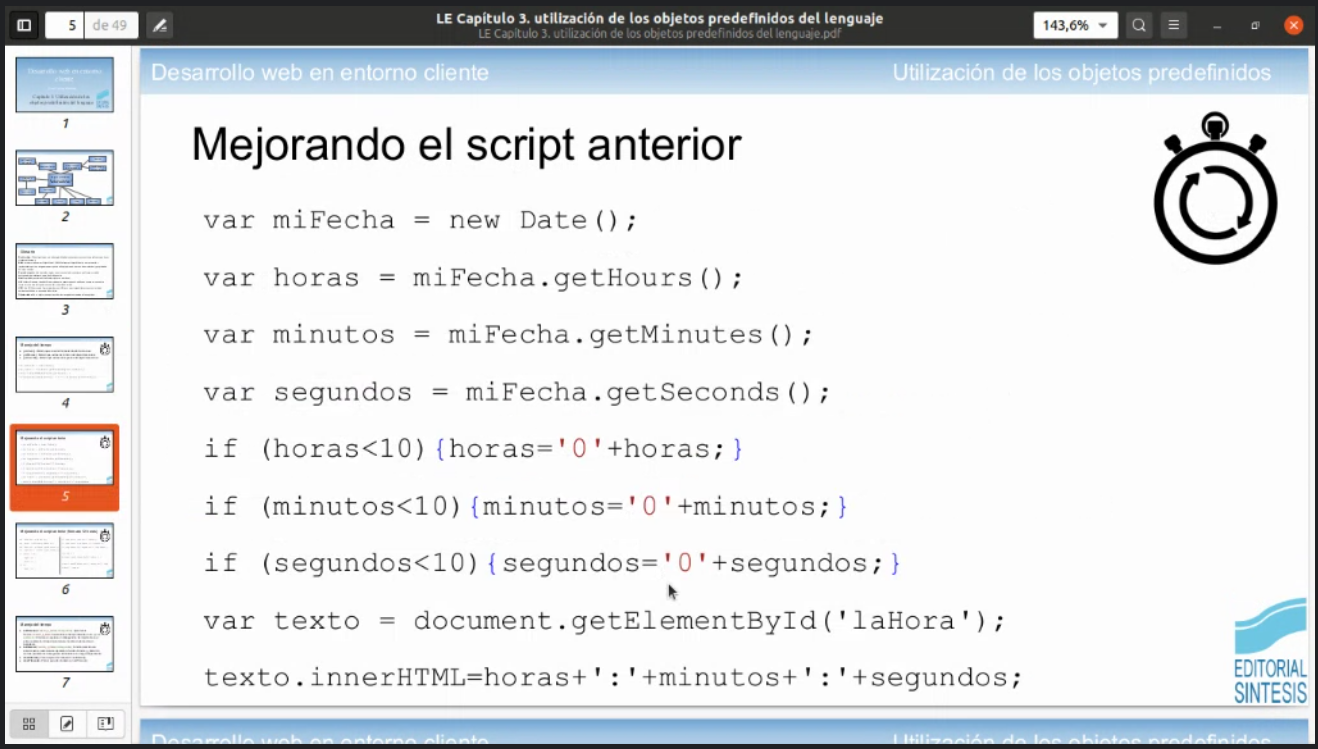 5 de 49
LE Capítulo 3. utilización de los objetos predefinidos del lenguaje
LE Capítulo 3. utilización de los objetos predefinidos del lenguaje.pdf
143,6%
1
2
3
4
5
6
7
Desarrollo web en entorno cliente
Utilización de los objetos predefinidos
Mejorando el script anterior
var miFecha = new Date();
var horas = miFecha.getHours();
var minutos = miFecha.getMinutes();
var segundos = miFecha.getSeconds();
if (horas<10){horas='0'+horas;}
if (minutos<10){minutos='0'+minutos;}
if (segundos<10){segundos='0'+segundos;}
var texto = document.getElementById('laHora');
texto.innerHTML=horas+':'+minutos+':'+segundos;
EDITORIAL
SINTESIS
Desarrollo web en entorno cliente
Utilización de los objetos predefinidos